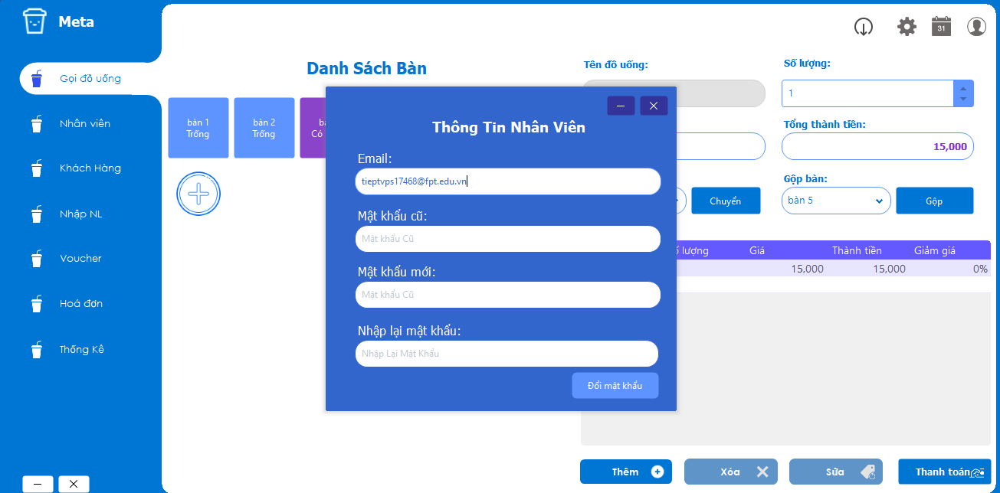 Meta
Gọi đồ uống
Nhân viên
Khách Hàng
Nhập NL
Voucher
Hoá đơn
Thống Kê
31
Danh Sách Bàn
bàn 1
Trống
bàn 2
Trống
Có
Tên đồ uống:
Số lượng:
1
Tổng thành tiền:
15,000
Gộp bàn:
Chuyển
bàn 5
Gộp
Giá
Thành tiền
Giảm giá
15,000
15,000
0%
Thông Tin Nhân Viên
Email:
tieptvps17468@fpt.edu.vn
Mật khẩu cũ:
Mật khẩu Cũ
Mật khẩu mới:
Mật khẩu Cũ
Nhập lại mật khẩu:
Nhập Lại Mật Khẩu
Đổi mật khẩu
Thêm
Xóa
Sửa
Thanh toán